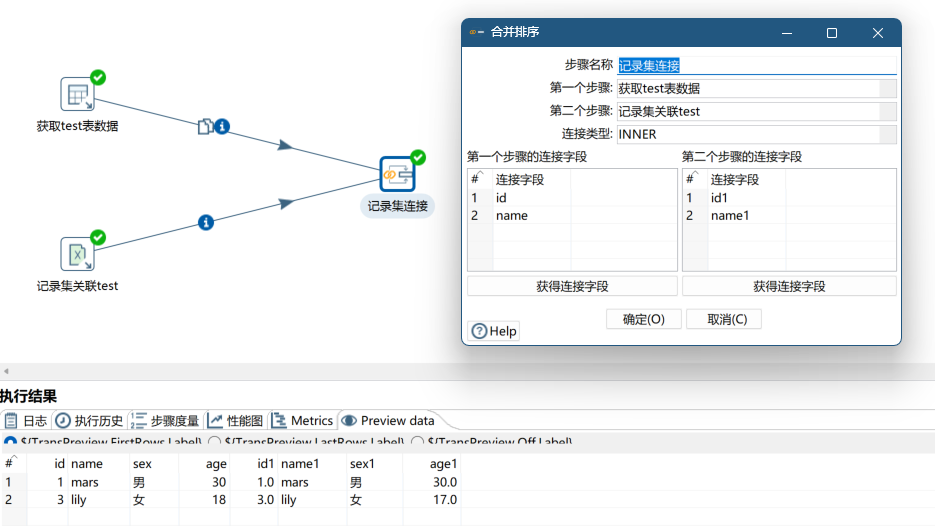 合并排序
步骤名称 记录集连接
第一个步骤: 获取test表数据
第二个步骤: 记录集关联test
连接类型: INNER
第一个步骤的连接字段 第二个步骤的连接字段
# 连接字段 # 连接字段
1 id 1 id1
2 name 2 name1
获得连接字段 获得连接字段
确定(O) 取消(C)
Help
获取test表数据
记录集连接
记录集关联test
执行结果
日志 执行历史 步骤度量 性能图 Metrics Preview data
${TransPreview.FirstRows.Label} ${TransPreview.LastRows.Label} ${TransPreview.Off.Label}
# id name sex age id1 name1 sex1 age1
1 1 mars 男 30 1.0 mars 男 30.0
2 3 lily 女 18 3.0 lily 女 17.0